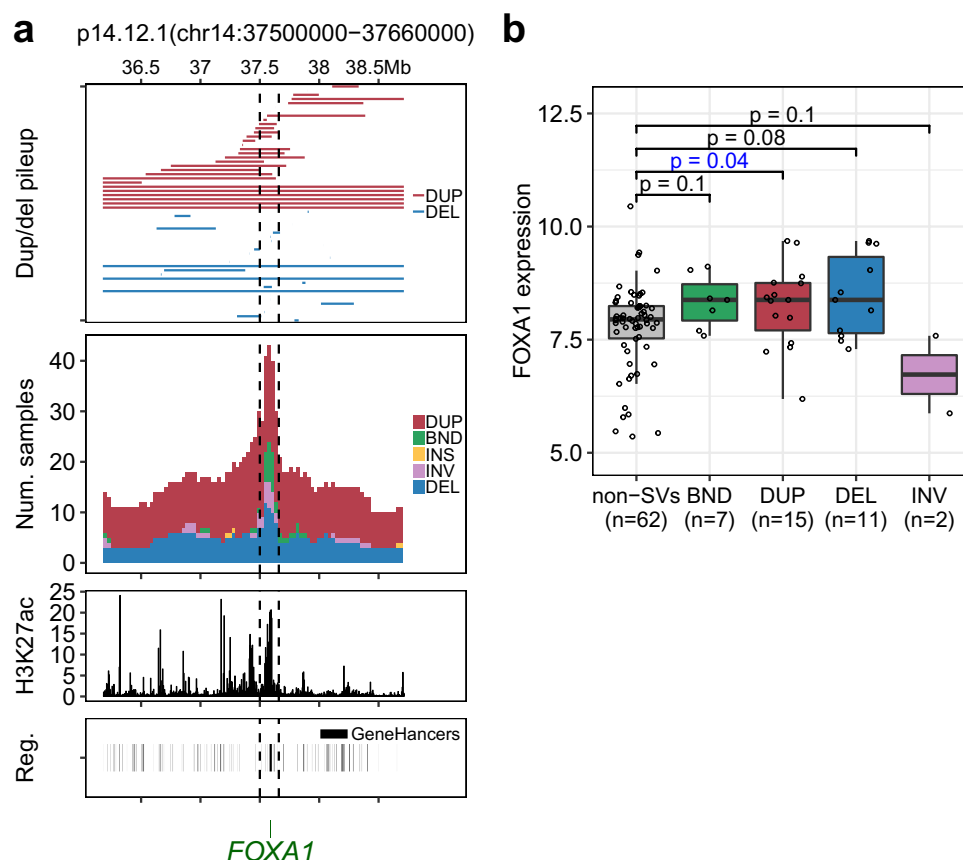 a
p14.12.1(chr14:37500000−37660000)
36.5 37 37.5 38 38.5Mb
Dup/del pileup
DUP
DEL
Num. samples
40
30
20
10
0
DUP
BND
INS
INV
DEL
H3K27ac
25
20
15
10
5
0
Reg.
GeneHancers
FOXA1
b
FOXA1 expression
12.5
10.0
7.5
5.0
p = 0.1
p = 0.08
p = 0.04
p = 0.1
non−SVs BND DUP DEL INV
(n=62) (n=7) (n=15) (n=11) (n=2)